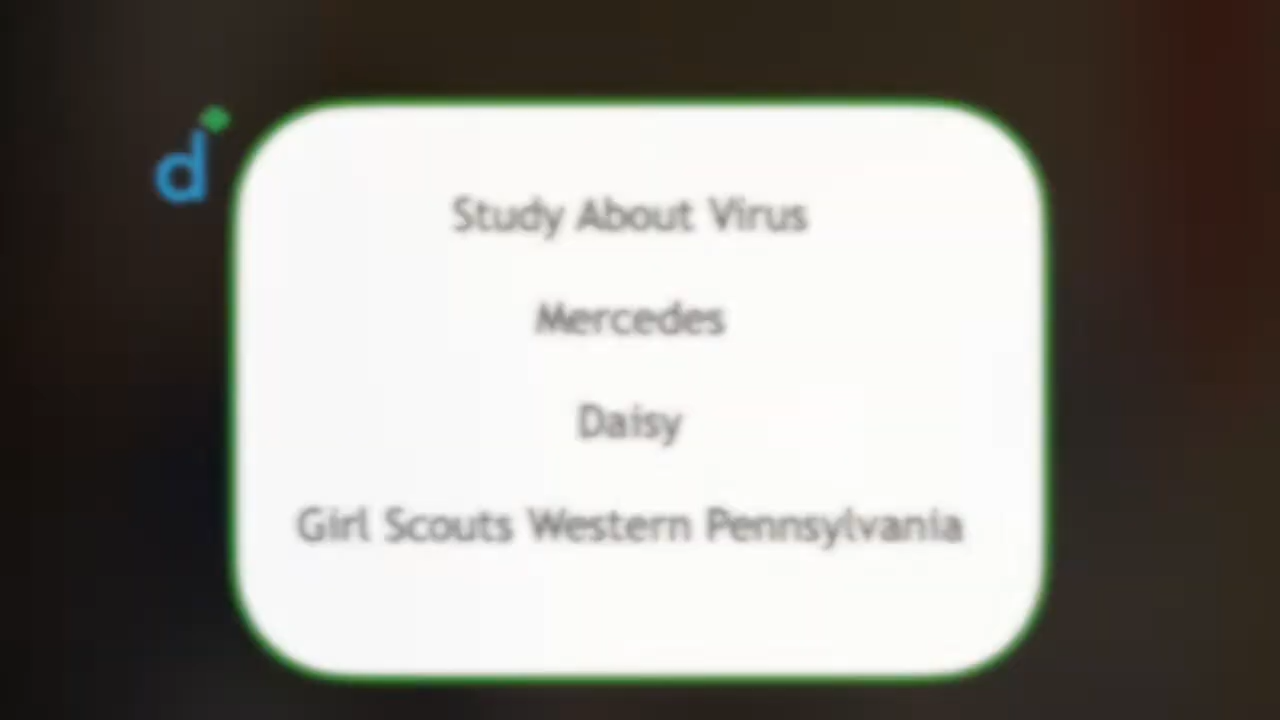 d
Study About Virus
Mercedes
Daisy
Girl Scouts Western Pennsylvania